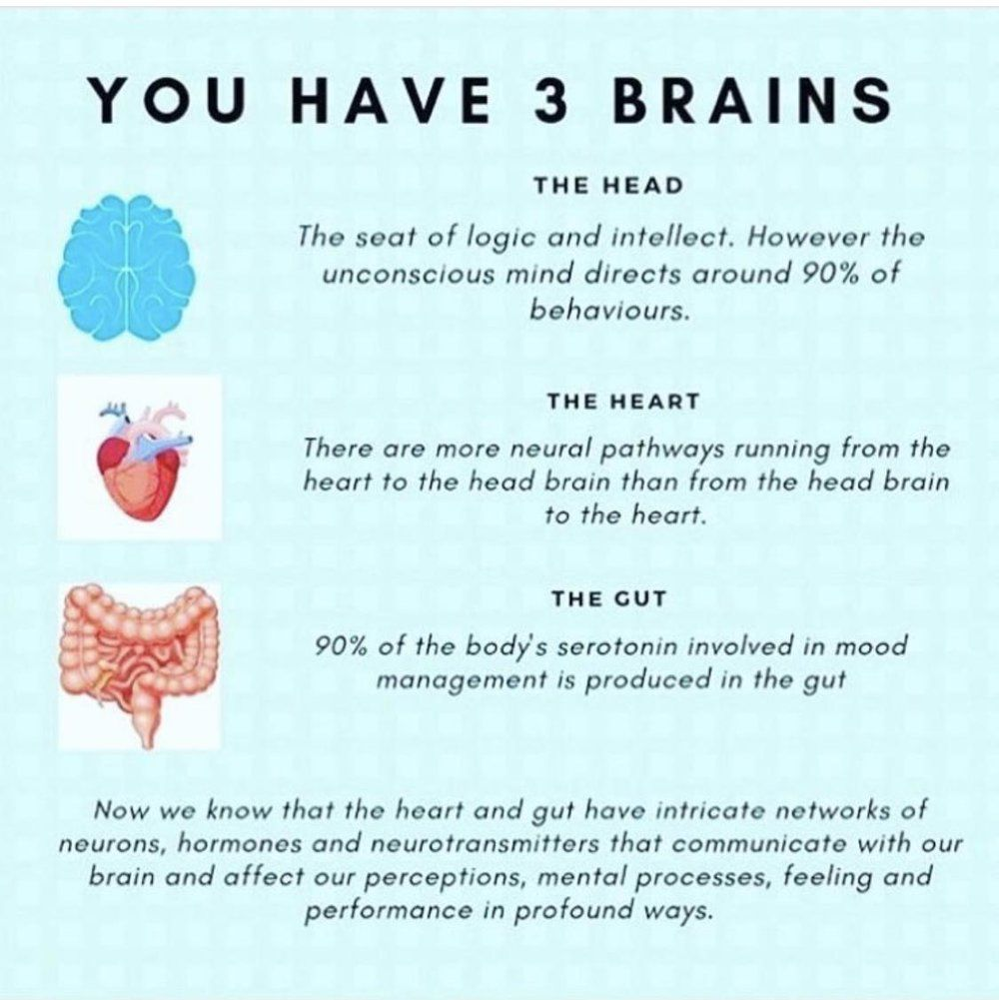 YOU HAVE 3 BRAINS
THE HEAD
The seat of logic and intellect. However the
unconscious mind directs around 90% of
behaviours.
THE HEART
There are more neural pathways running from the
heart to the head brain than from the head brain
to the heart.
THE GUT
90% of the body's serotonin involved in mood
management is produced in the gut
Now we know that the heart and gut have intricate networks of
neurons, hormones and neurotransmitters that communicate with our
brain and affect our perceptions, mental processes, feeling and
performance in profound ways.